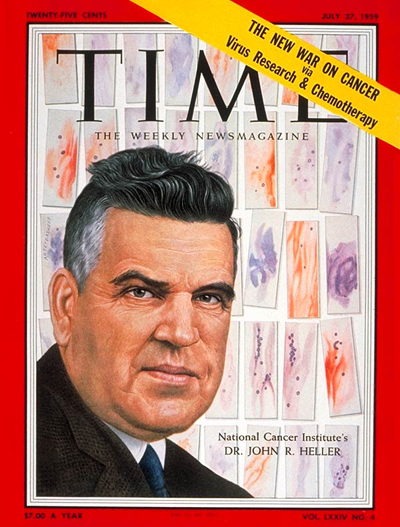 TWENTY-FIVE CENTS
JULY 27, 1959
THE NEW WAR ON CANCER
via
Virus Research & Chemotherapy
TIME
THE WEEKLY NEWSMAGAZINE
National Cancer Institute's
DR. JOHN R. HELLER
$7.00 A YEAR
VOL. LXXIV NO. 4